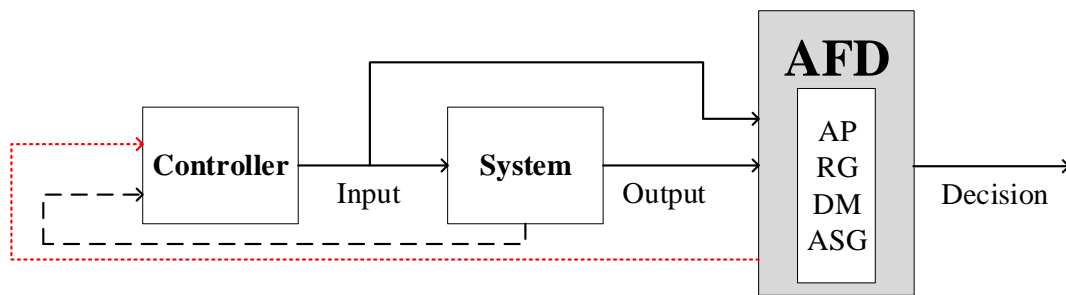 AFD
AP
RG
DM
ASG
Controller
Input
System
Output
Decision